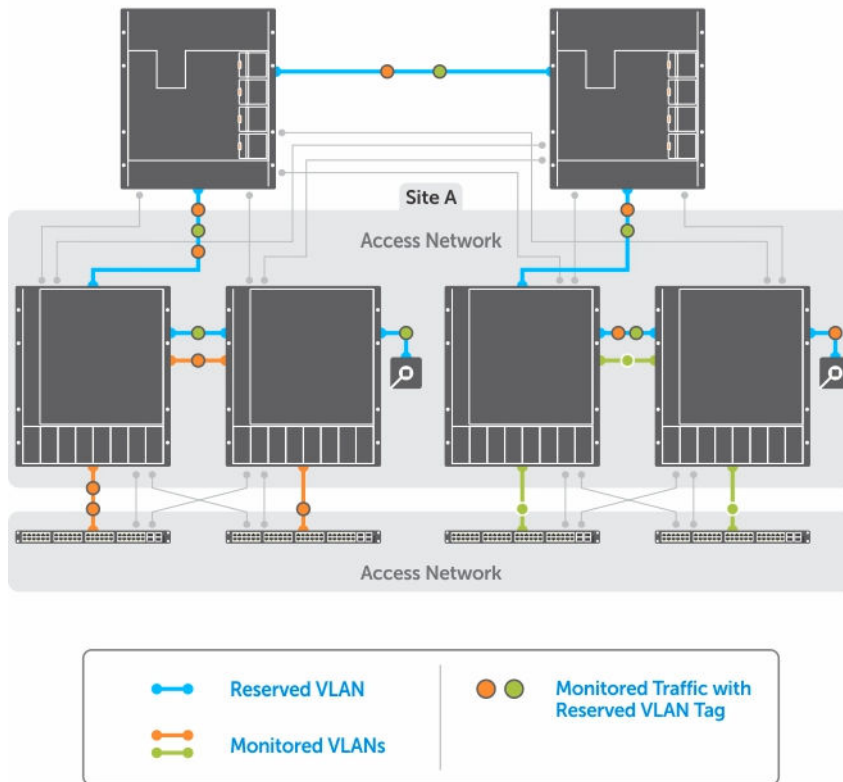 Site A
Access Network
Access Network
Reserved VLAN
Monitored VLANs
Monitored Traffic with
Reserved VLAN Tag